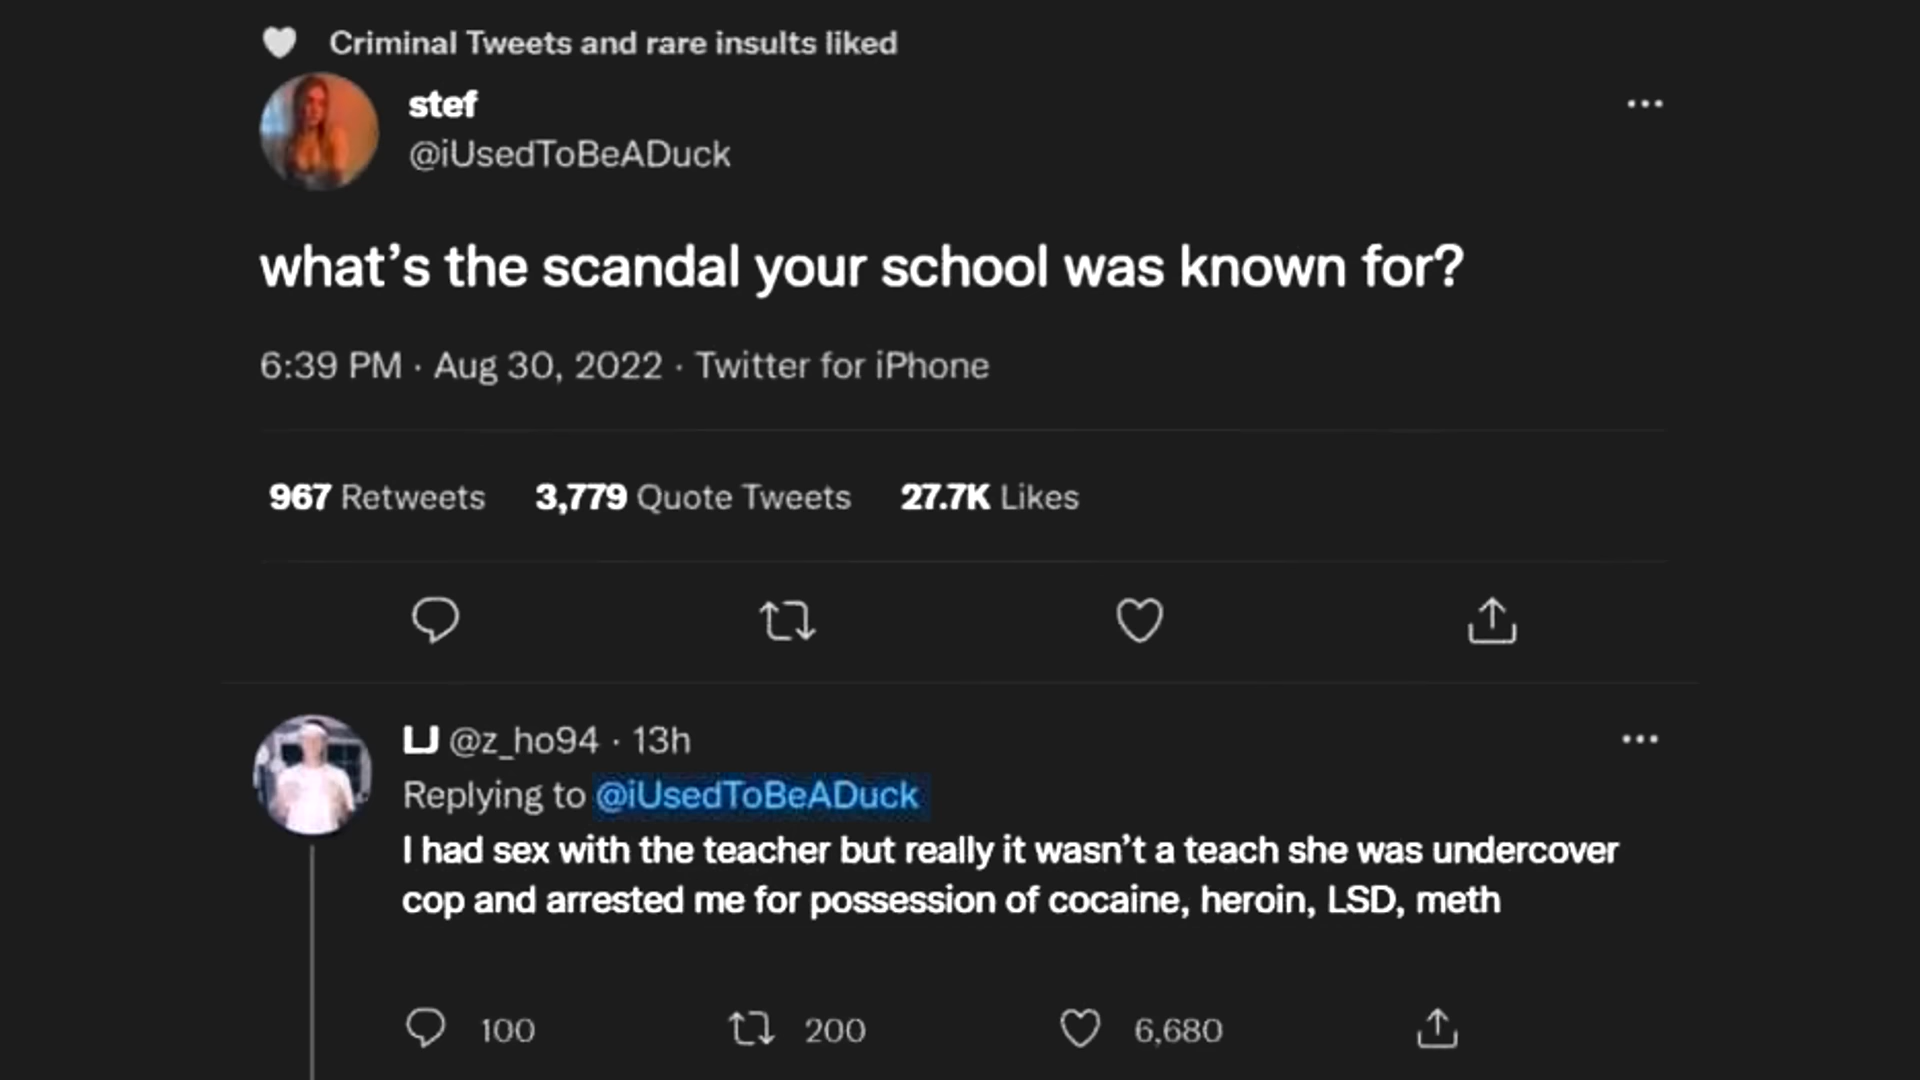 Criminal Tweets and rare insults liked
stef
@iUsedToBeADuck
what's the scandal your school was known for?
6:39 PM · Aug 30, 2022 · Twitter for iPhone
967 Retweets 3,779 Quote Tweets 27.7K Likes
LJ @z_ho94 · 13h
Replying to @iUsedToBeADuck
I had sex with the teacher but really it wasn't a teach she was undercover
cop and arrested me for possession of cocaine, heroin, LSD, meth
100 200 6,680